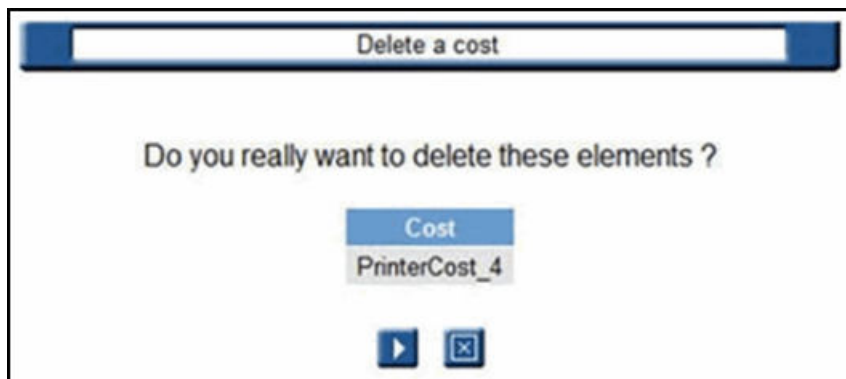 Delete a cost
Do you really want to delete these elements ?
Cost
PrinterCost_4